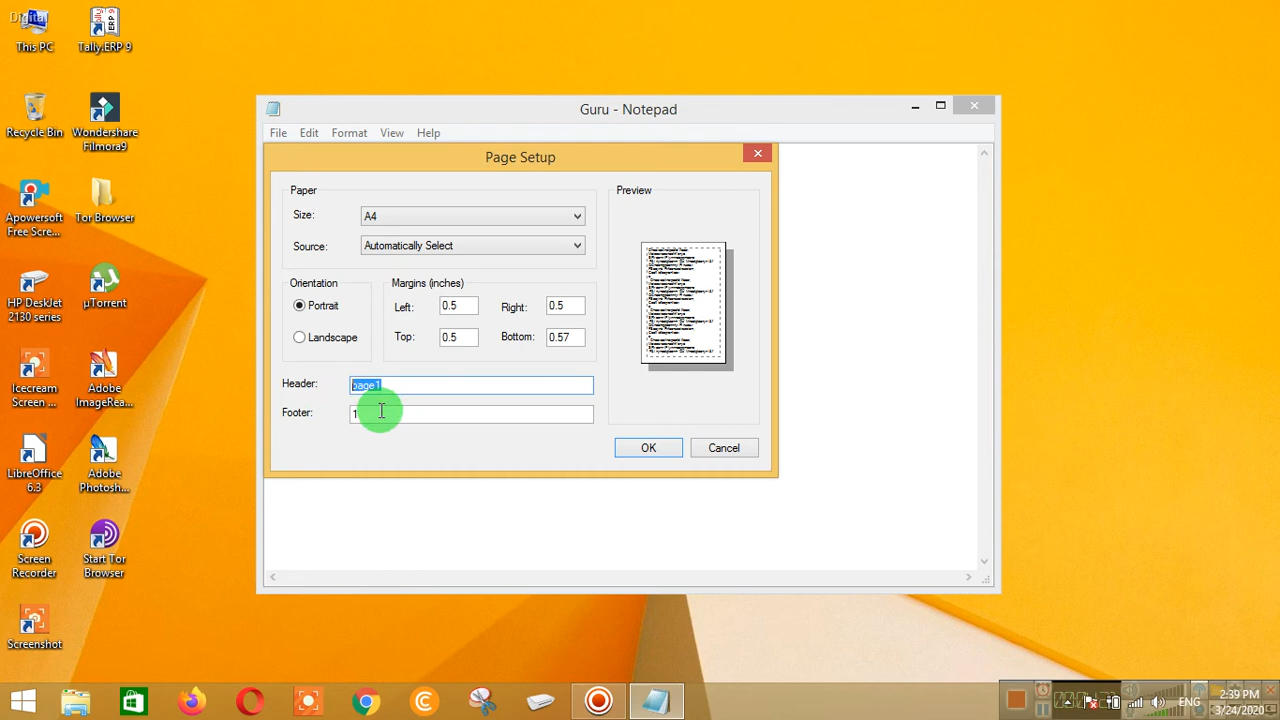 Digital
This PC
Tally.ERP 9
Recycle Bin
Wondershare
Filmora9
Apowersoft
Free Scre...
Tor Browser
HP DeskJet
2130 series
µTorrent
Icecream
Screen ...
Adobe
ImageRea...
LibreOffice
6.3
Adobe
Photosh...
Screen
Recorder
Start Tor
Browser
Screenshot
Guru - Notepad
File Edit Format View Help
Page Setup
Paper
Size: A4
Source: Automatically Select
Orientation
Portrait
Landscape
Margins (inches)
Left: 0.5 Right: 0.5
Top: 0.5 Bottom: 0.57
Header: page1
Footer: 1
Preview
OK Cancel
ENG
2:39 PM
3/24/2020